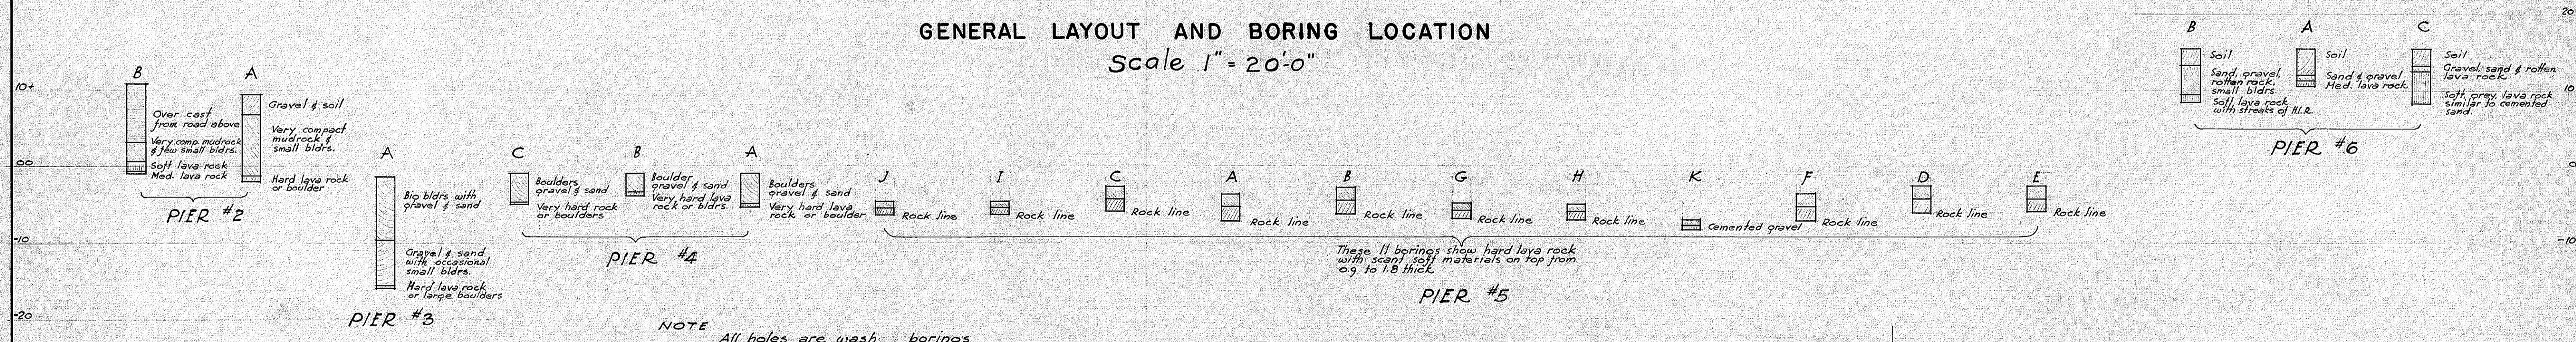 GENERAL LAYOUT AND BORING LOCATION
Scale 1" = 20'-0"
10+
00
-10
-20
B
Over cast
from road above
Very comp. mudrock
& few small bldrs.
Soft lava rock
Med. lava rock
A
Gravel & soil
Very compact
mudrock &
small bldrs.
Hard lava rock
or boulder
PIER #2
A
Big bldrs with
gravel & sand
Gravel & sand
with occasional
small bldrs.
Hard lava rock
or large boulders
PIER #3
C
Boulders
gravel & sand
Very hard rock
or boulders
B
Boulder
gravel & sand
Very hard lava
rock or bldrs.
A
Boulders
gravel & sand
Very hard lava
rock or boulder
PIER #4
J
Rock line
I
Rock line
C
Rock line
A
Rock line
B
Rock line
G
Rock line
H
Rock line
K
Cemented gravel
F
Rock line
D
Rock line
E
Rock line
These 11 borings show hard lava rock
with scant soft materials on top from
0.9 to 1.8 thick
PIER #5
B
Soil
Sand, gravel,
rotten rock,
small bldrs.
Soft lava rock
with streaks of H.L.R.
A
Soil
Sand & gravel
Med. lava rock
C
Soil
Gravel, sand & rotten
lava rock
Soft, grey, lava rock
similar to cemented
sand.
PIER #6
20
10
0
-10
NOTE
All holes are wash borings